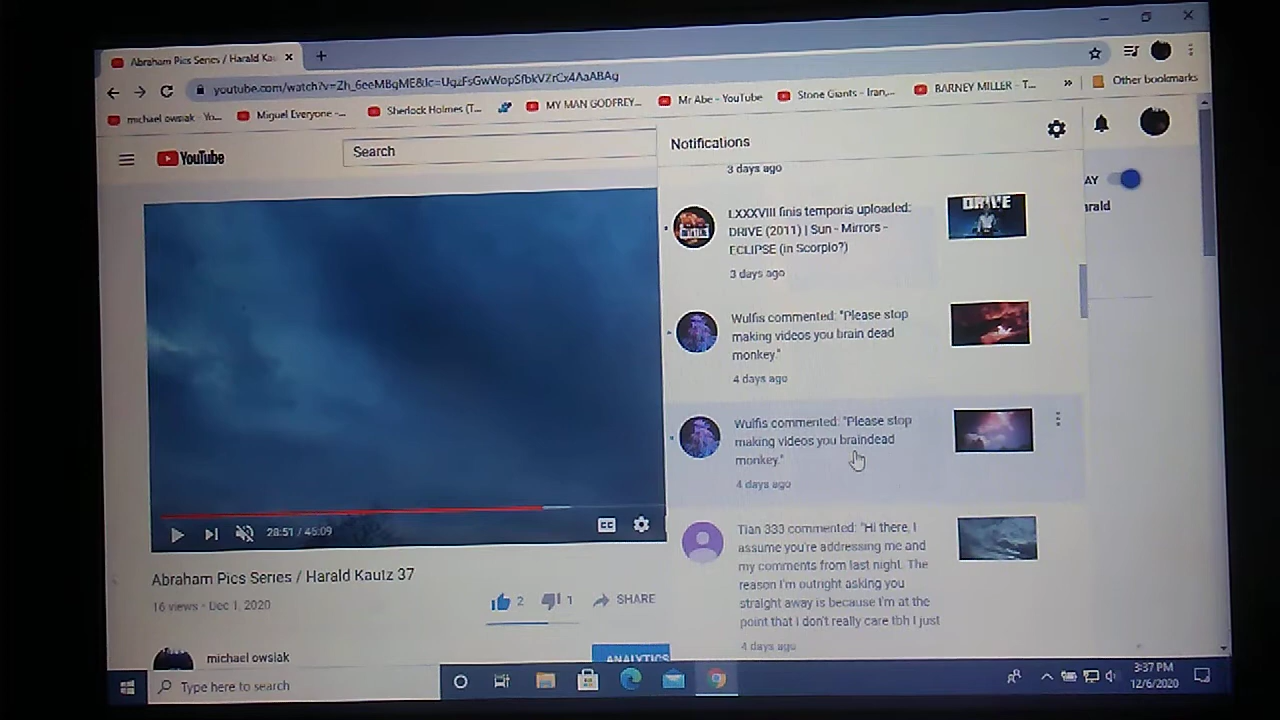 Abraham Pics Series / Harald Kau
youtube.com/watch?v=Zh_6eeMBqME&lc=UgzFsGwWopSfbkVZrCx4AaABAg
michael owsiak - Yo...
Miguel Everyone -...
Sherlock Holmes (T...
MY MAN GODFREY...
Mr Abe - YouTube
Stone Giants - Iran,...
BARNEY MILLER - T...
»
Other bookmarks
YouTube
Search
Notifications
3 days ago
AY
arald
LXXXVIII finis temporis uploaded:
DRIVE (2011) | Sun - Mirrors -
ECLIPSE (in Scorpio?)
3 days ago
DRIVE
Wulfis commented: "Please stop
making videos you brain dead
monkey."
4 days ago
Wulfis commented: "Please stop
making videos you braindead
monkey."
4 days ago
Tian 333 commented: "Hi there, I
assume you're addressing me and
my comments from last night. The
reason I'm outright asking you
straight away is because I'm at the
point that i don't really care tbh I just
4 days ago
28:51 / 45:09
CC
Abraham Pics Series / Harald Kautz 37
16 views • Dec 1, 2020
2
1
SHARE
michael owsiak
ANALYTICS
Type here to search
3:37 PM
12/6/2020